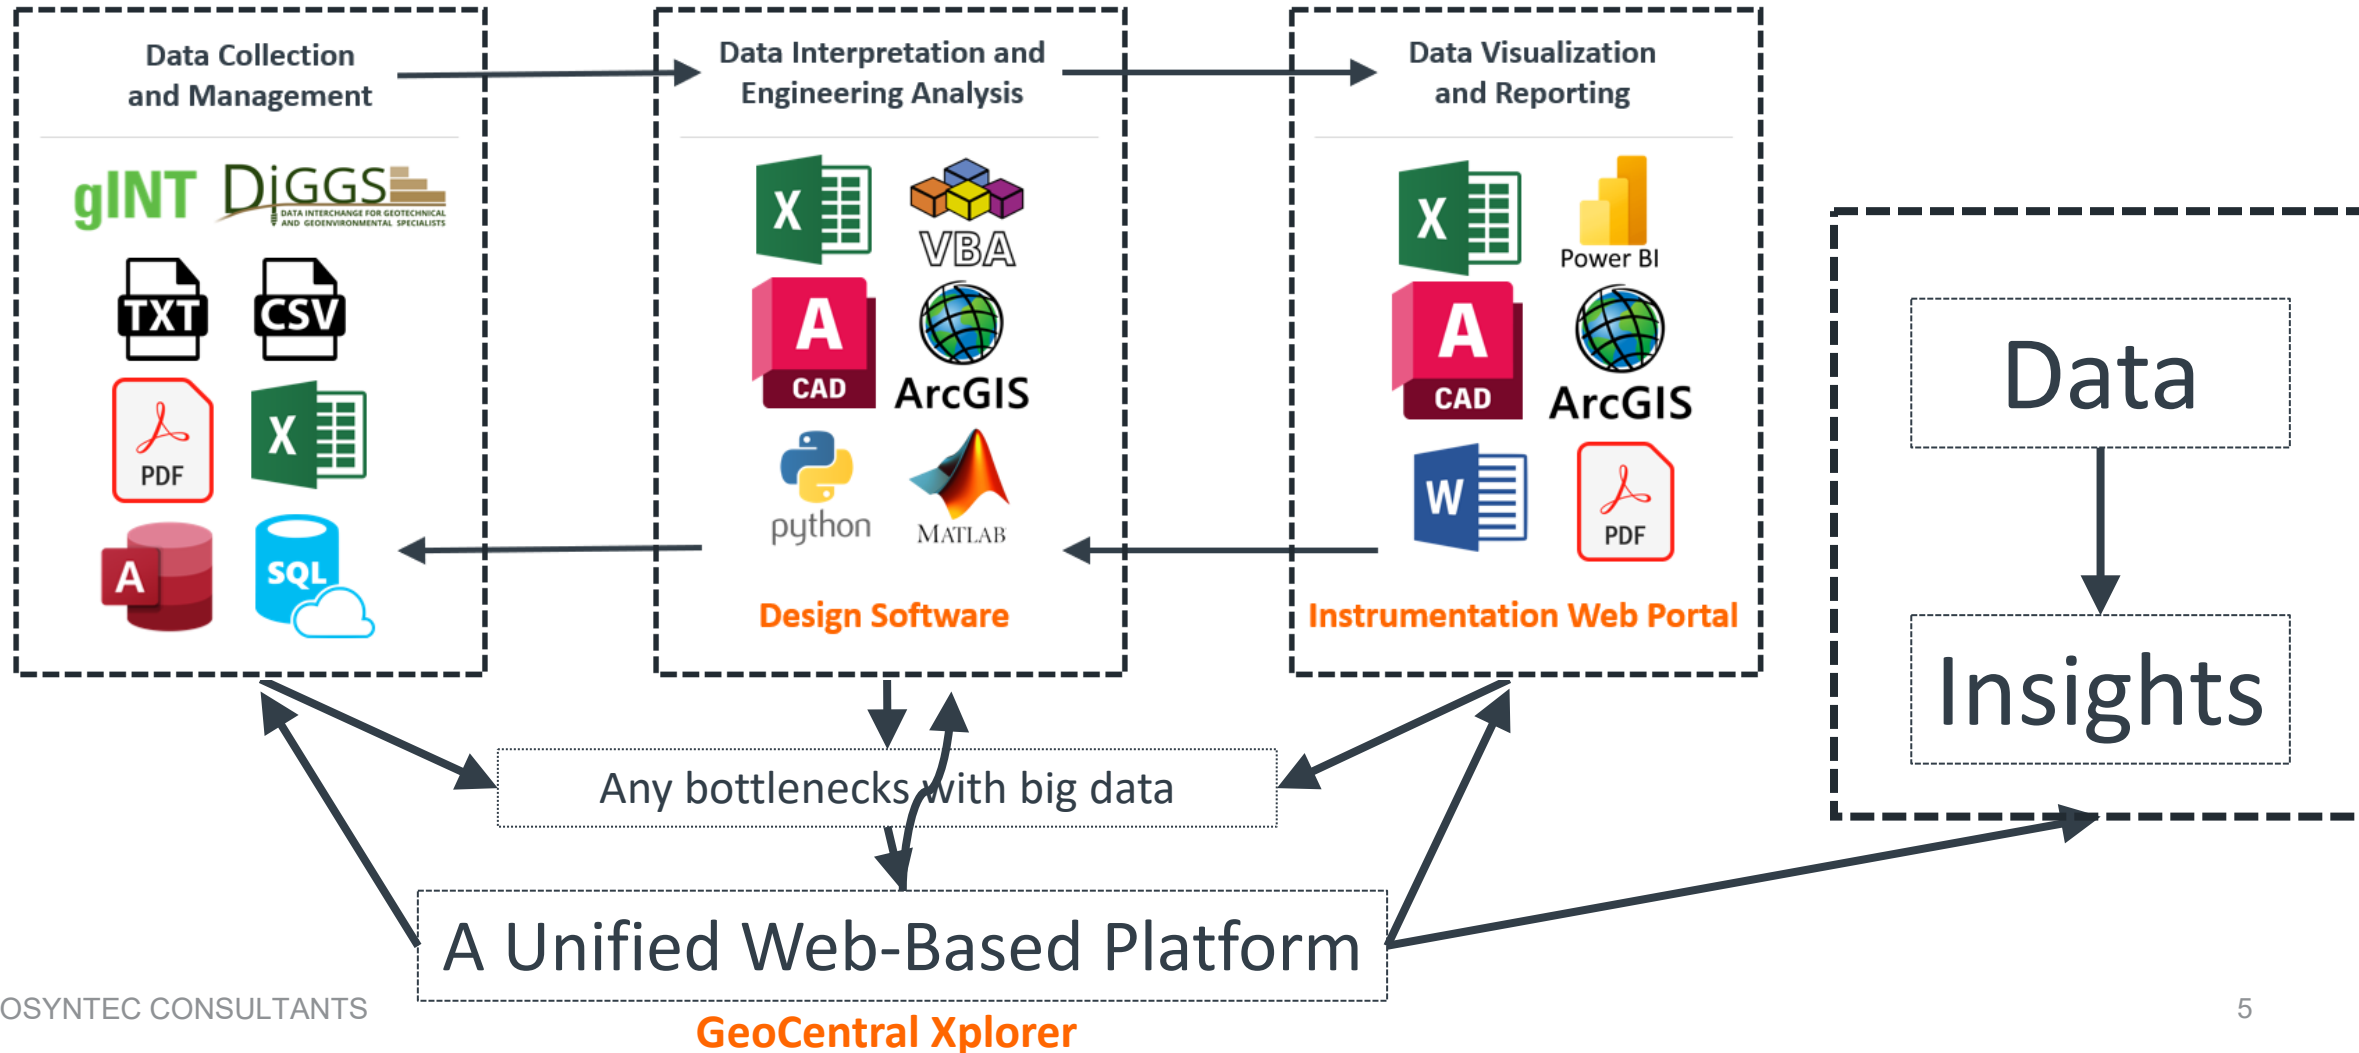 Data Collection
and Management
gINT
DiGGS
DATA INTERCHANGE FOR GEOTECHNICAL
AND GEOENVIRONMENTAL SPECIALISTS
TXT
CSV
PDF
X
A
SQL
Data Interpretation and
Engineering Analysis
X
VBA
A
CAD
ArcGIS
python
MATLAB
Design Software
Data Visualization
and Reporting
X
Power BI
A
CAD
ArcGIS
W
PDF
Instrumentation Web Portal
Data
Insights
Any bottlenecks with big data
A Unified Web-Based Platform
GeoCentral Xplorer
OSYNTEC CONSULTANTS
5